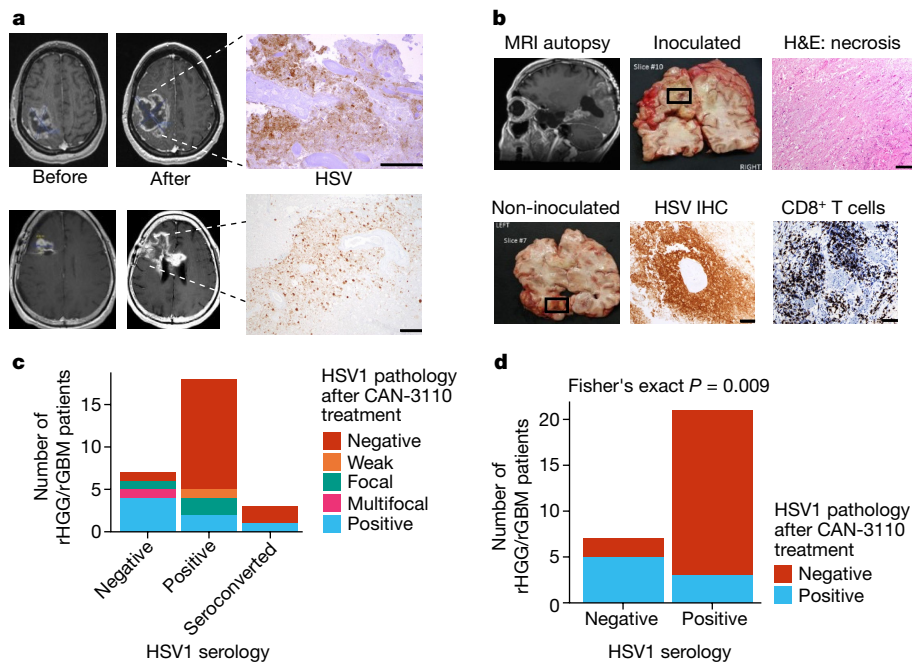 a
Before
After
HSV
b
MRI autopsy
Inoculated
H&E: necrosis
Slice #10
RIGHT
Non-inoculated
HSV IHC
CD8⁺ T cells
LEFT
Slice #7
c
Number of
rHGG/rGBM patients
15
10
5
0
Negative
Positive
Seroconverted
HSV1 serology
HSV1 pathology
after CAN-3110
treatment
Negative
Weak
Focal
Multifocal
Positive
d
Fisher's exact P = 0.009
Number of
rHGG/rGBM patients
20
15
10
5
0
Negative
Positive
HSV1 serology
HSV1 pathology
after CAN-3110
treatment
Negative
Positive